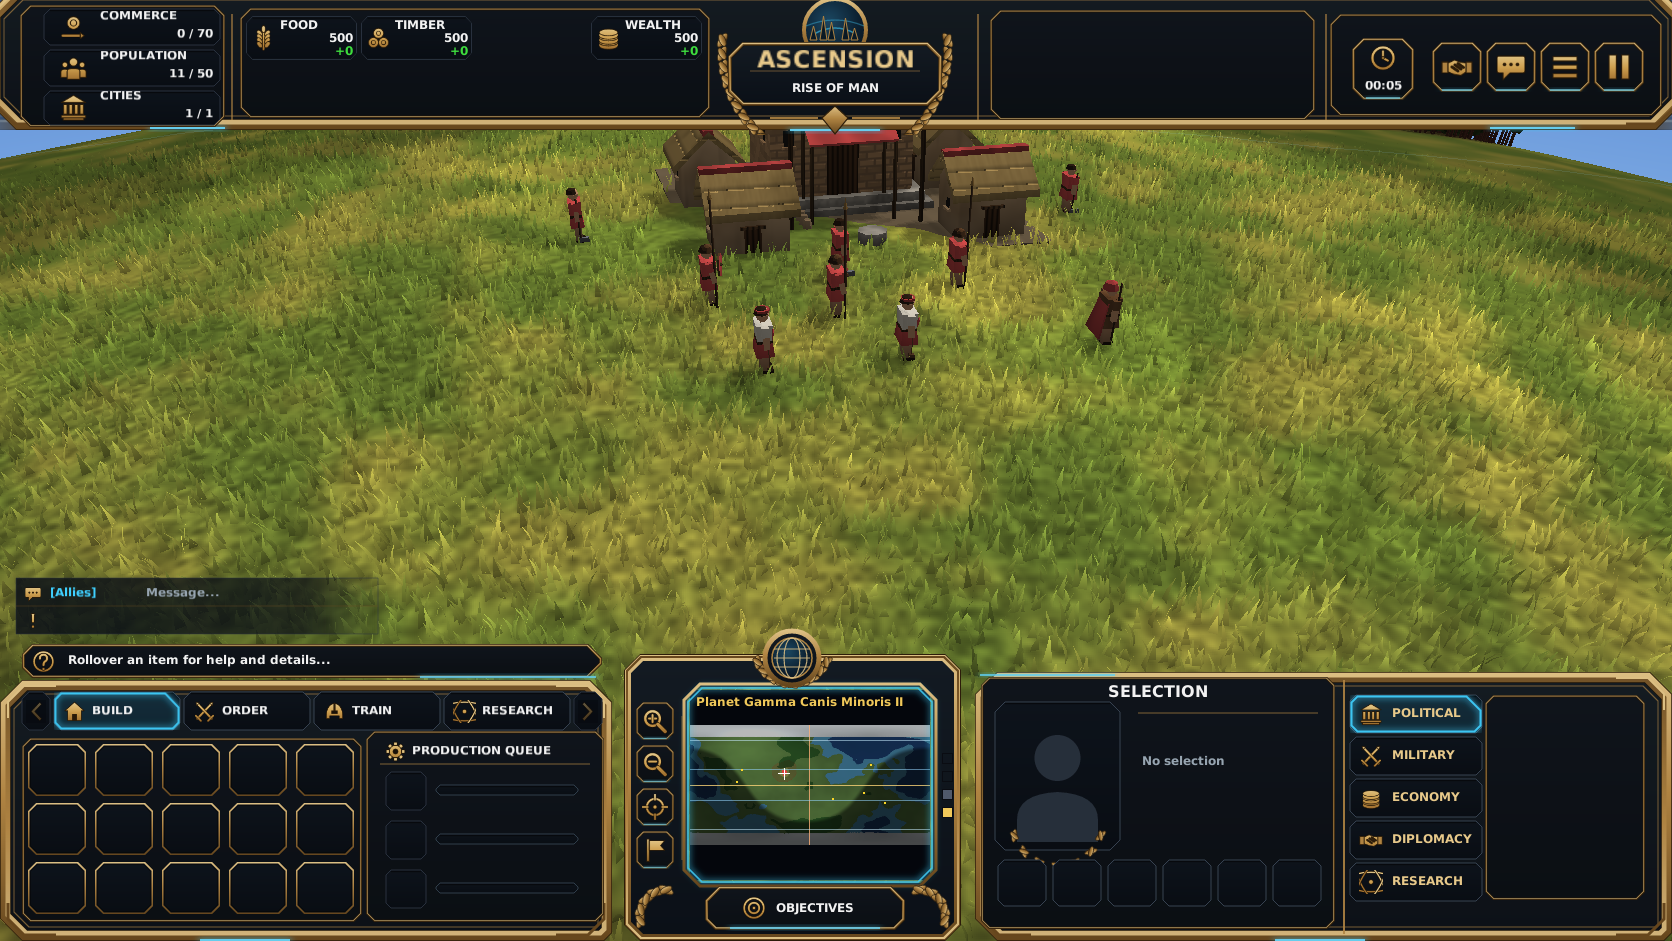 COMMERCE
0 / 70
POPULATION
11 / 50
CITIES
1 / 1
FOOD
500
+0
TIMBER
500
+0
WEALTH
500
+0
ASCENSION
RISE OF MAN
00:05
[Allies] Message...
!
Rollover an item for help and details...
BUILD
ORDER
TRAIN
RESEARCH
PRODUCTION QUEUE
Planet Gamma Canis Minoris II
OBJECTIVES
SELECTION
No selection
POLITICAL
MILITARY
ECONOMY
DIPLOMACY
RESEARCH